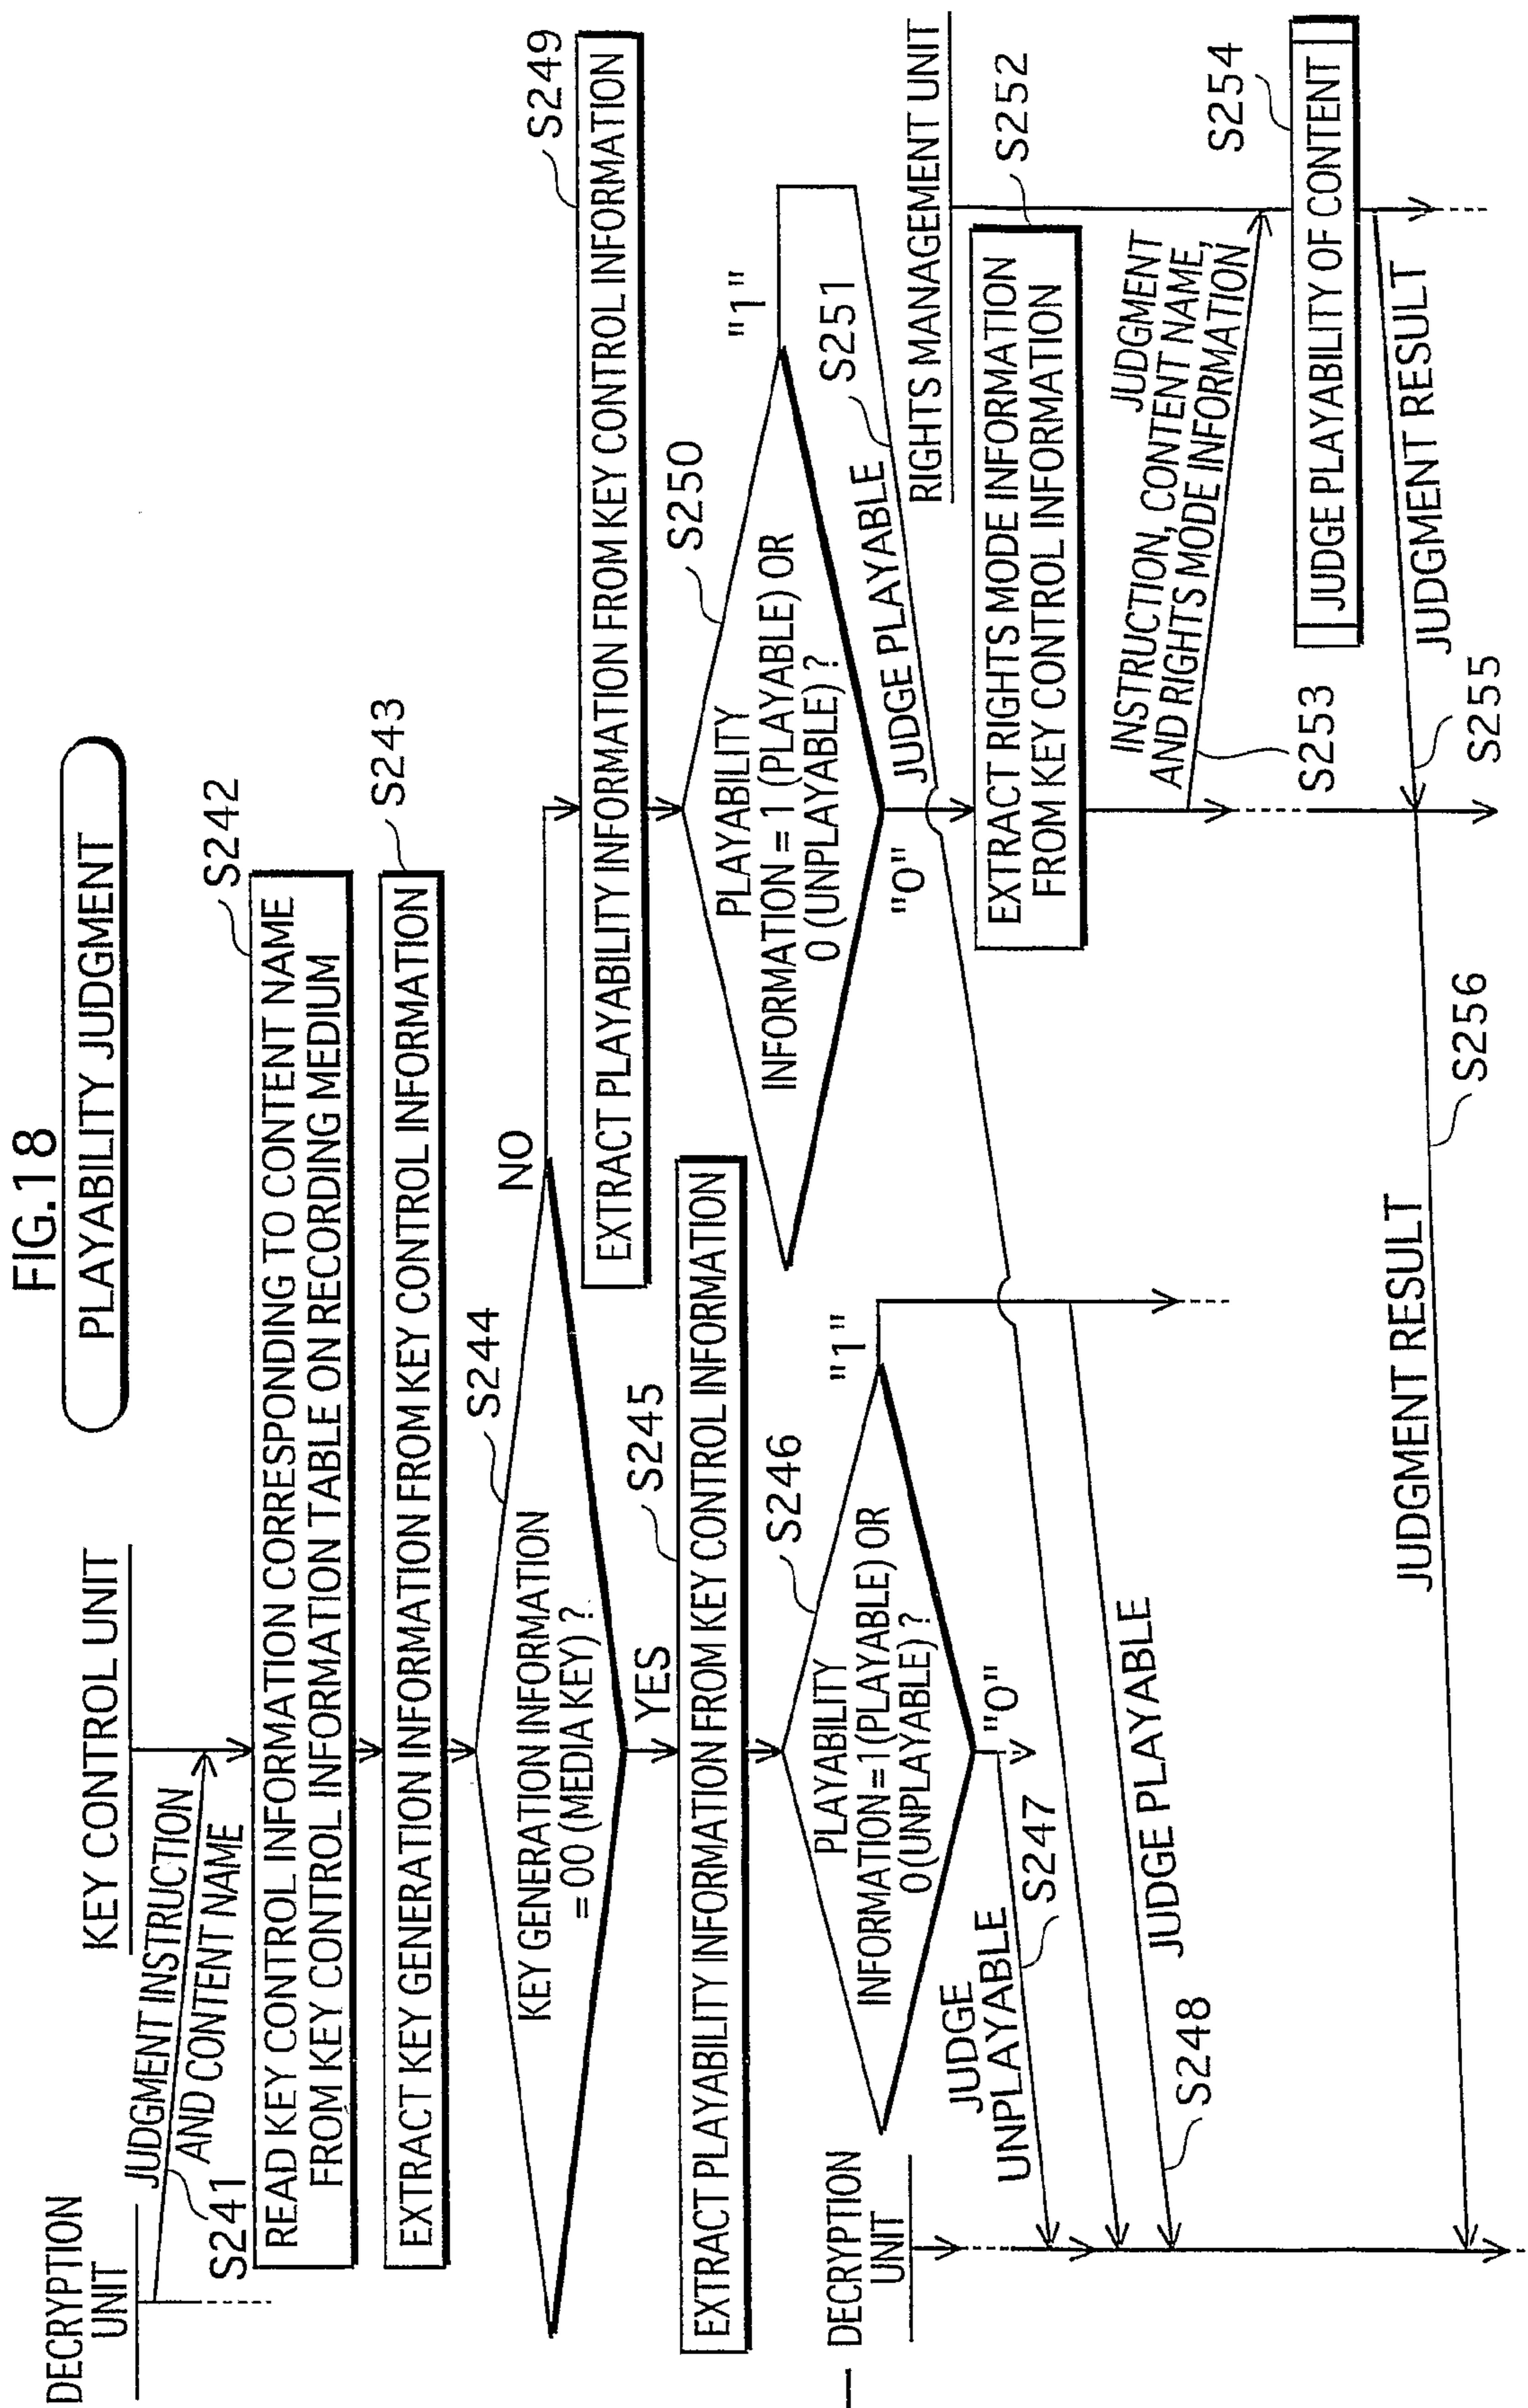 FIG.18
PLAYABILITY JUDGMENT
DECRYPTION
UNIT
KEY CONTROL UNIT
JUDGMENT INSTRUCTION
AND CONTENT NAME
S241
S242
READ KEY CONTROL INFORMATION CORRESPONDING TO CONTENT NAME
FROM KEY CONTROL INFORMATION TABLE ON RECORDING MEDIUM
S243
EXTRACT KEY GENERATION INFORMATION FROM KEY CONTROL INFORMATION
S244
KEY GENERATION INFORMATION
= 00 (MEDIA KEY) ?
NO
YES
S245
EXTRACT PLAYABILITY INFORMATION FROM KEY CONTROL INFORMATION
S246
PLAYABILITY
INFORMATION = 1(PLAYABLE) OR
0(UNPLAYABLE) ?
"1"
"0"
S249
EXTRACT PLAYABILITY INFORMATION FROM KEY CONTROL INFORMATION
S250
PLAYABILITY
INFORMATION = 1 (PLAYABLE) OR
0 (UNPLAYABLE) ?
"1"
"0"
JUDGE PLAYABLE
S251
RIGHTS MANAGEMENT UNIT
S252
EXTRACT RIGHTS MODE INFORMATION
FROM KEY CONTROL INFORMATION
DECRYPTION
UNIT
JUDGE
UNPLAYABLE
S247
JUDGE PLAYABLE
S248
JUDGMENT
INSTRUCTION, CONTENT NAME,
AND RIGHTS MODE INFORMATION
S253
S254
JUDGE PLAYABILITY OF CONTENT
JUDGMENT RESULT
S255
JUDGMENT RESULT
S256